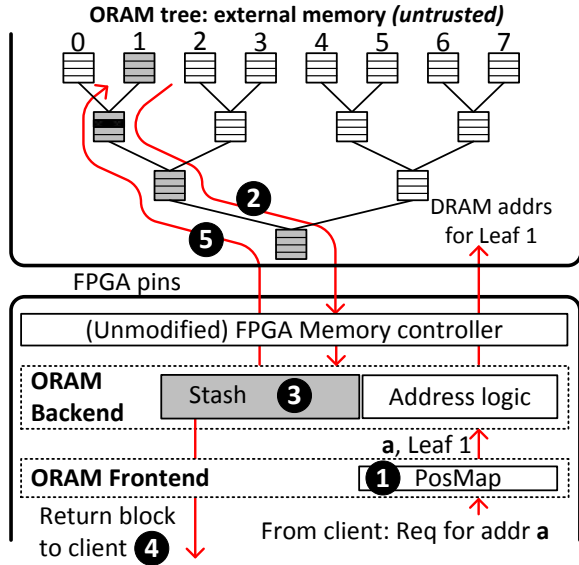 ORAM tree: external memory (untrusted)
0 1 2 3 4 5 6 7
2
5
DRAM addrs
for Leaf 1
FPGA pins
(Unmodified) FPGA Memory controller
ORAM
Backend
Stash 3
Address logic
a, Leaf 1
ORAM Frontend
1 PosMap
Return block
to client 4
From client: Req for addr a